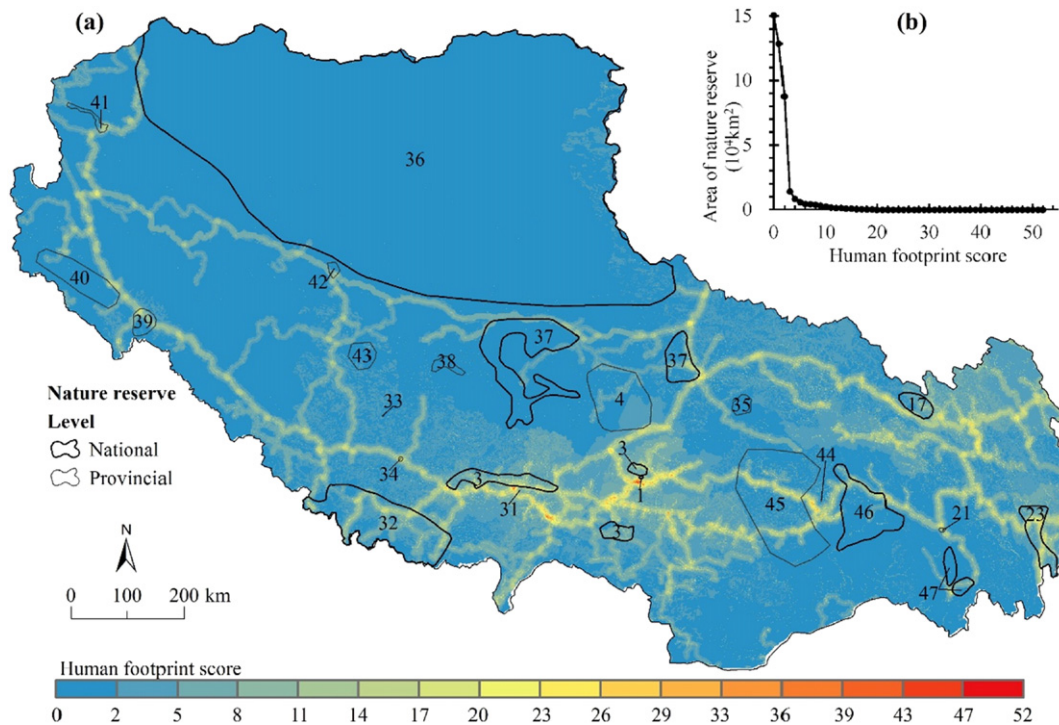 (a)
(b)
15
10
5
0
Area of nature reserve
(10⁴km²)
0 10 20 30 40 50
Human footprint score
41
36
40
42
39
37
43
38
37
33
4
35
17
34
3
3
1
44
31
45
46
21
23
32
3
47
Nature reserve
Level
National
Provincial
N
0 100 200 km
Human footprint score
0 2 5 8 11 14 17 20 23 26 29 33 36 39 43 47 52